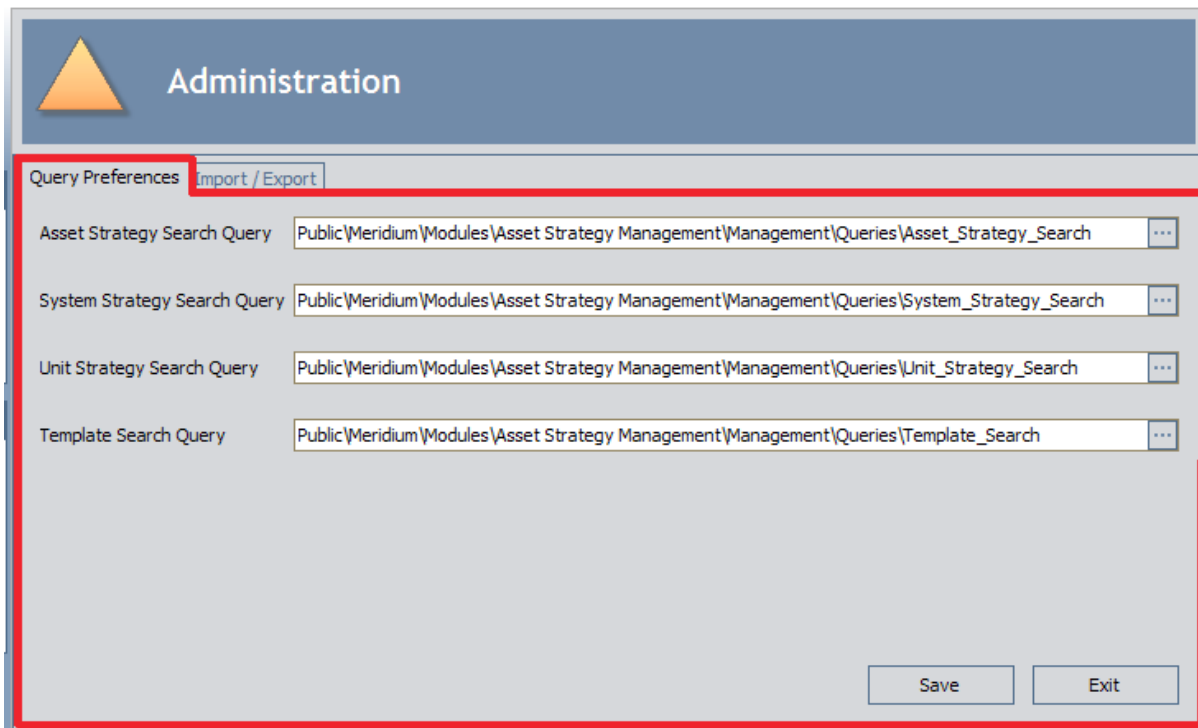 Administration
Query Preferences Import / Export
Asset Strategy Search Query Public\Meridium\Modules\Asset Strategy Management\Management\Queries\Asset_Strategy_Search ...
System Strategy Search Query Public\Meridium\Modules\Asset Strategy Management\Management\Queries\System_Strategy_Search ...
Unit Strategy Search Query Public\Meridium\Modules\Asset Strategy Management\Management\Queries\Unit_Strategy_Search ...
Template Search Query Public\Meridium\Modules\Asset Strategy Management\Management\Queries\Template_Search ...
Save Exit